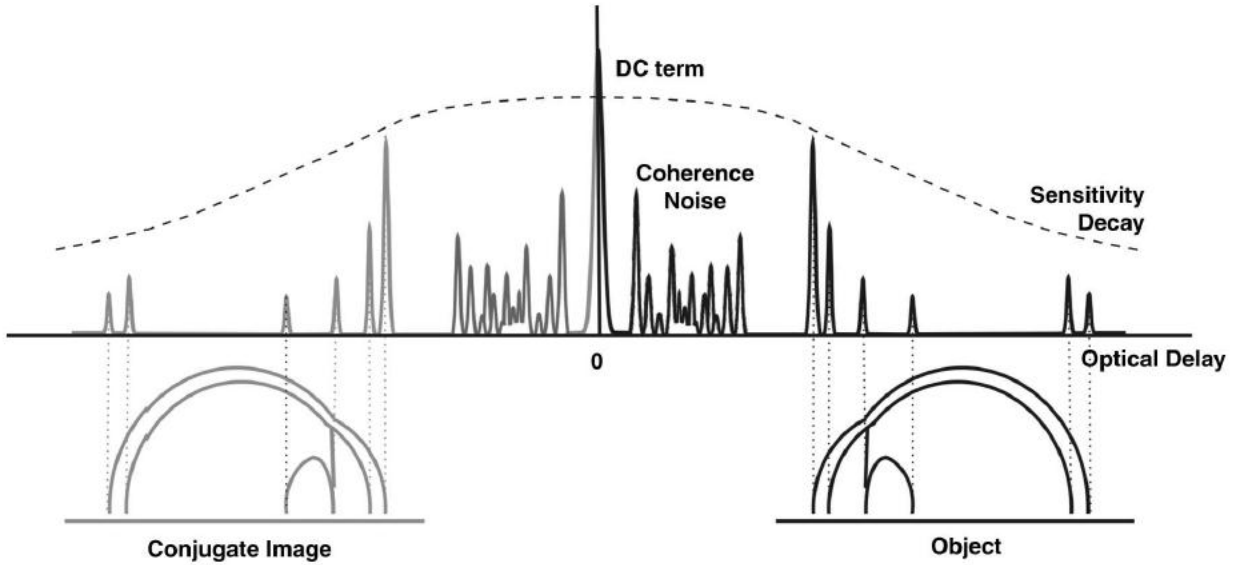 DC term
Coherence
Noise
Sensitivity
Decay
0
Optical Delay
Conjugate Image
Object